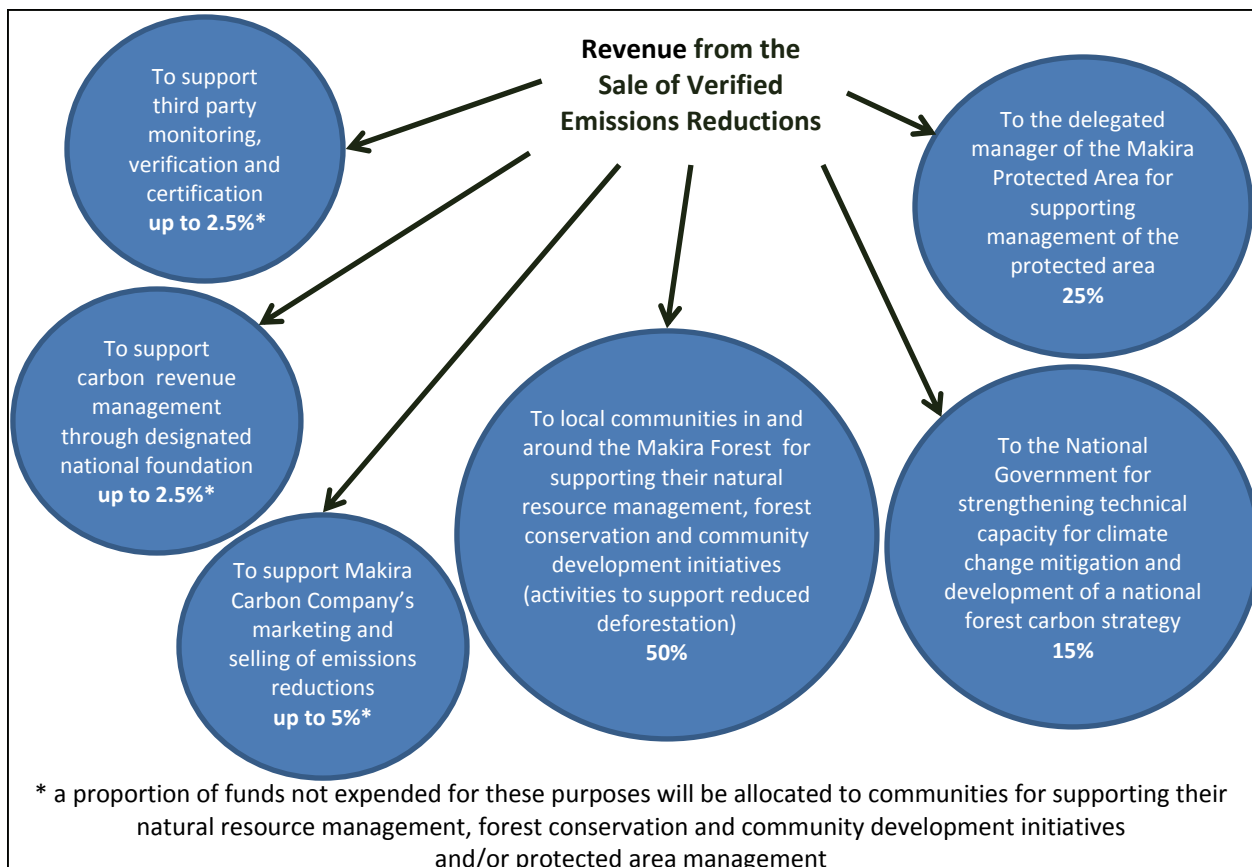 Revenue from the
Sale of Verified
Emissions Reductions
To support
third party
monitoring,
verification and
certification
up to 2.5%*
To support
carbon revenue
management
through designated
national foundation
up to 2.5%*
To support Makira
Carbon Company's
marketing and
selling of emissions
reductions
up to 5%*
To local communities in and
around the Makira Forest for
supporting their natural
resource management, forest
conservation and community
development initiatives
(activities to support reduced
deforestation)
50%
To the delegated
manager of the Makira
Protected Area for
supporting
management of the
protected area
25%
To the National
Government for
strengthening technical
capacity for climate
change mitigation and
development of a national
forest carbon strategy
15%
* a proportion of funds not expended for these purposes will be allocated to communities for supporting their
natural resource management, forest conservation and community development initiatives
and/or protected area management